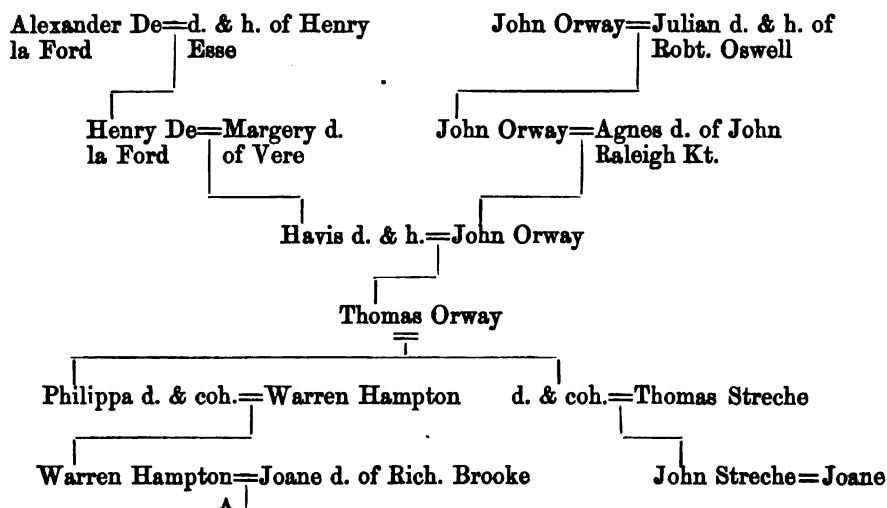 Alexander De=d. & h. of Henry John Orway=Julian d. & h. of
la Ford Esse Robt. Oswell
Henry De=Margery d. John Orway=Agnes d. of John
la Ford of Vere Raleigh Kt.
Havis d. & h.=John Orway
Thomas Orway
=
Philippa d. & coh.=Warren Hampton d. & coh.=Thomas Streche
Warren Hampton=Joane d. of Rich. Brooke John Streche=Joane
A